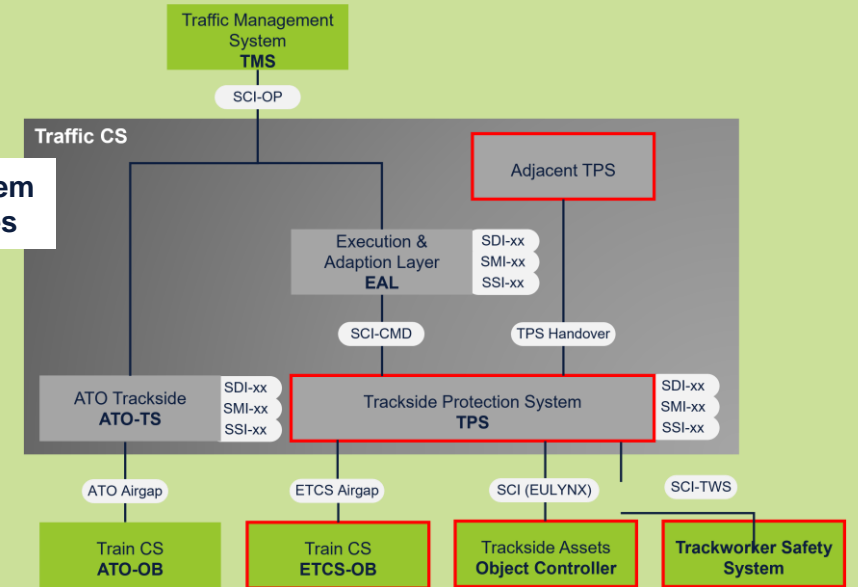 Traffic Management
System
TMS
SCI-OP
Traffic CS
Adjacent TPS
Execution &
Adaption Layer
EAL
SDI-xx
SMI-xx
SSI-xx
SCI-CMD
TPS Handover
ATO Trackside
ATO-TS
SDI-xx
SMI-xx
SSI-xx
Trackside Protection System
TPS
SDI-xx
SMI-xx
SSI-xx
ATO Airgap
ETCS Airgap
SCI (EULYNX)
SCI-TWS
Train CS
ATO-OB
Train CS
ETCS-OB
Trackside Assets
Object Controller
Trackworker Safety
System